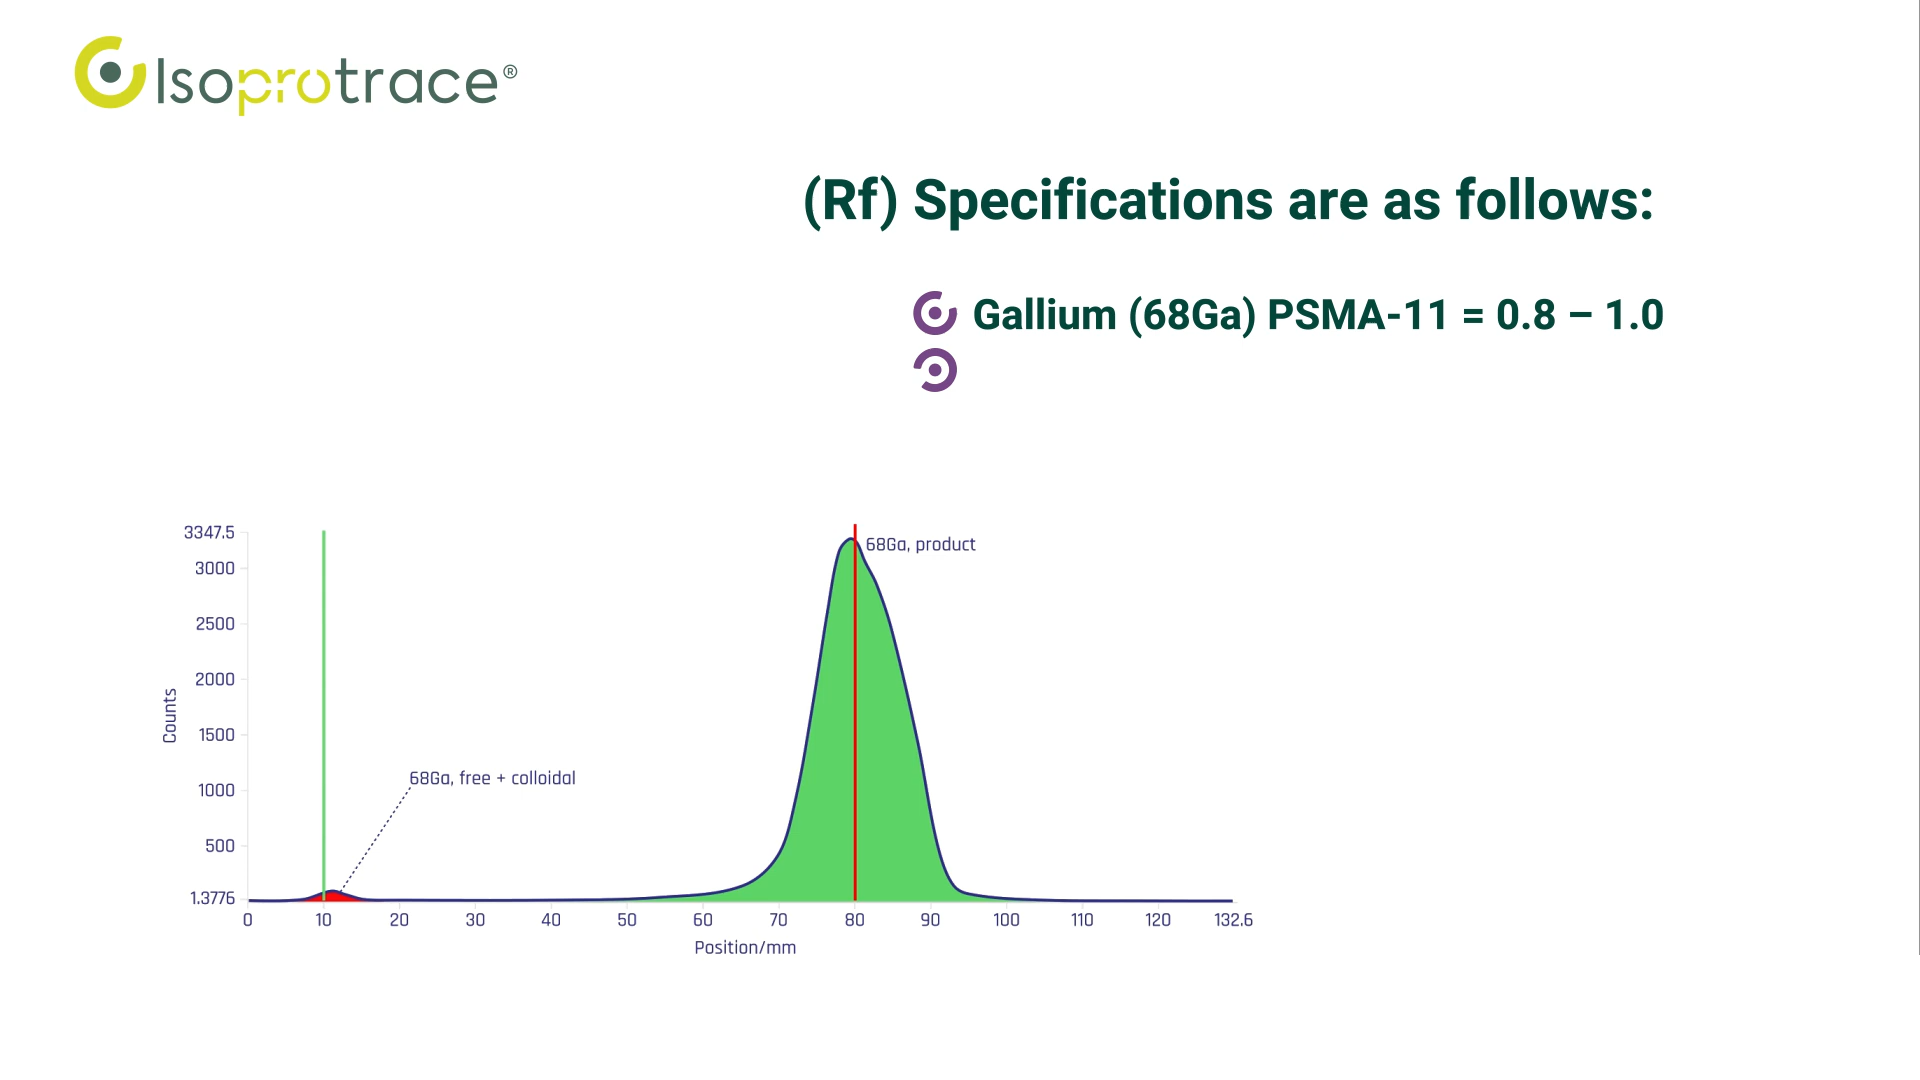 Isoprotrace®
(Rf) Specifications are as follows:
Gallium (68Ga) PSMA-11 = 0.8 – 1.0
3347.5
3000
2500
2000
1500
1000
500
1.3775
Counts
68Ga, product
68Ga, free + colloidal
0 10 20 30 40 50 60 70 80 90 100 110 120 132.6
Position/mm